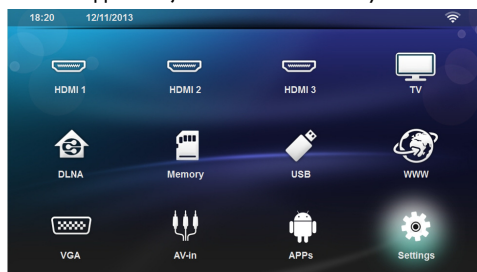 18:20 12/11/2013
HDMI 1 HDMI 2 HDMI 3 TV
DLNA Memory USB WWW
VGA AV-in APPs Settings